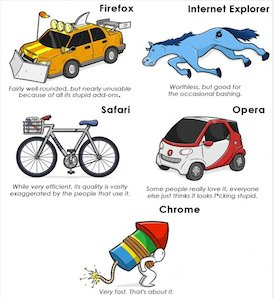 Firefox
Internet Explorer
Fairly well-rounded, but nearly unusable
because of all its stupid add-ons.
Worthless, but good for
the occasional bashing.
Safari
Opera
While very efficient, its quality is vastly
exaggerated by the people that use it.
Some people really love it, everyone
else just thinks it looks f*cking stupid.
Chrome
Very fast. That's about it.